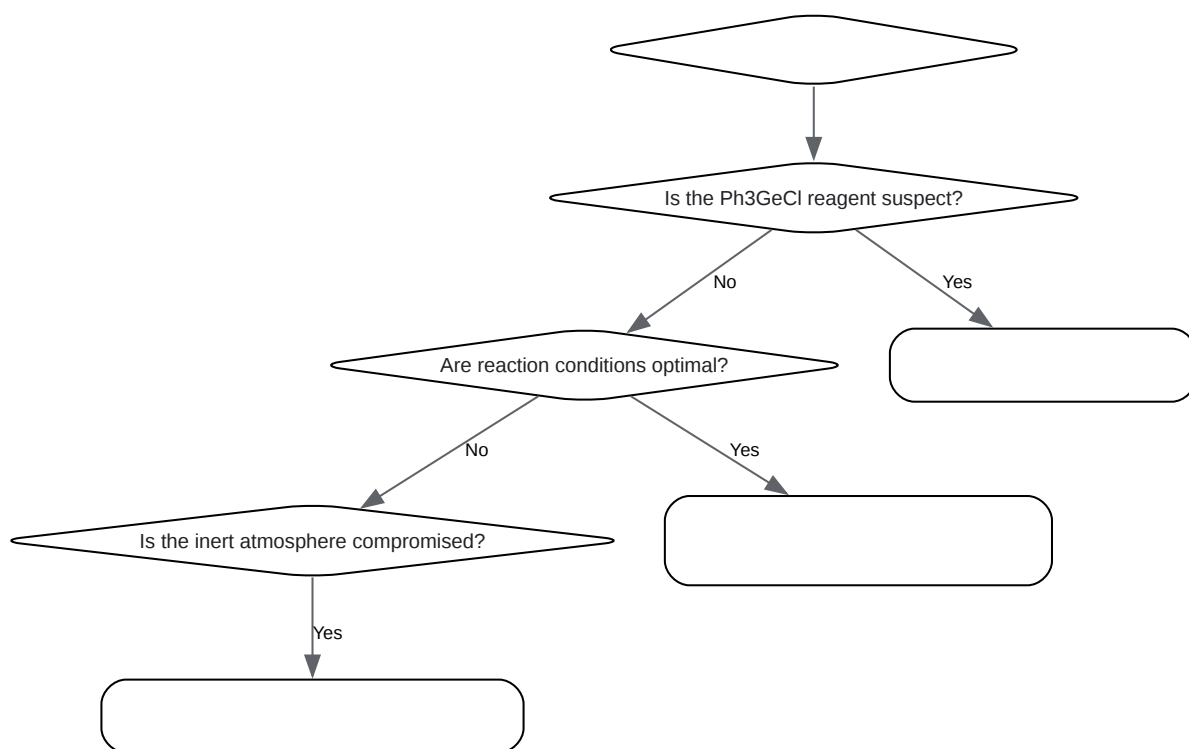 Is the Ph3GeCl reagent suspect?
No
Yes
Are reaction conditions optimal?
No
Yes
Is the inert atmosphere compromised?
Yes